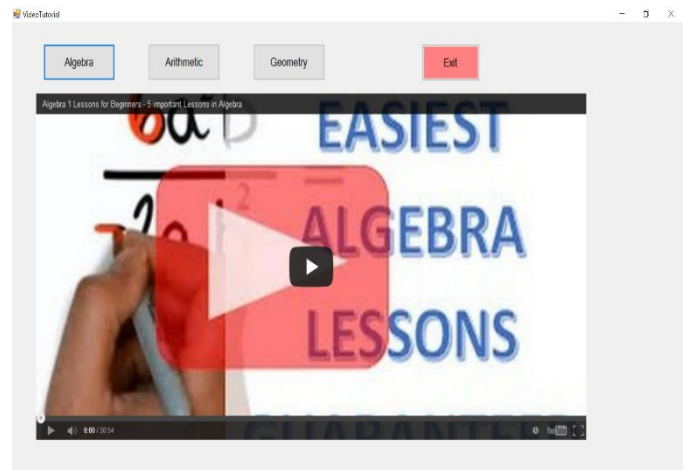 VideoTutorial
Algebra
Arithmetic
Geometry
Exit
Algebra 1 Lessons for Beginners - 5 important Lessons in Algebra
EASIEST
ALGEBRA
LESSONS
0:00 / 30:54
YouTube